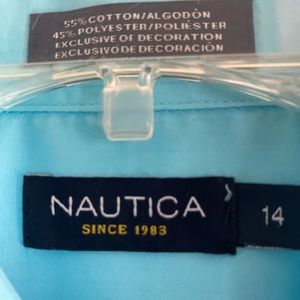 55% COTTON/ALGODÓN
45% POLYESTER/POLIÉSTER
EXCLUSIVE OF DECORATION
EXCLUSIVO DE DECORACIÓN
NAUTICA
SINCE 1983
14